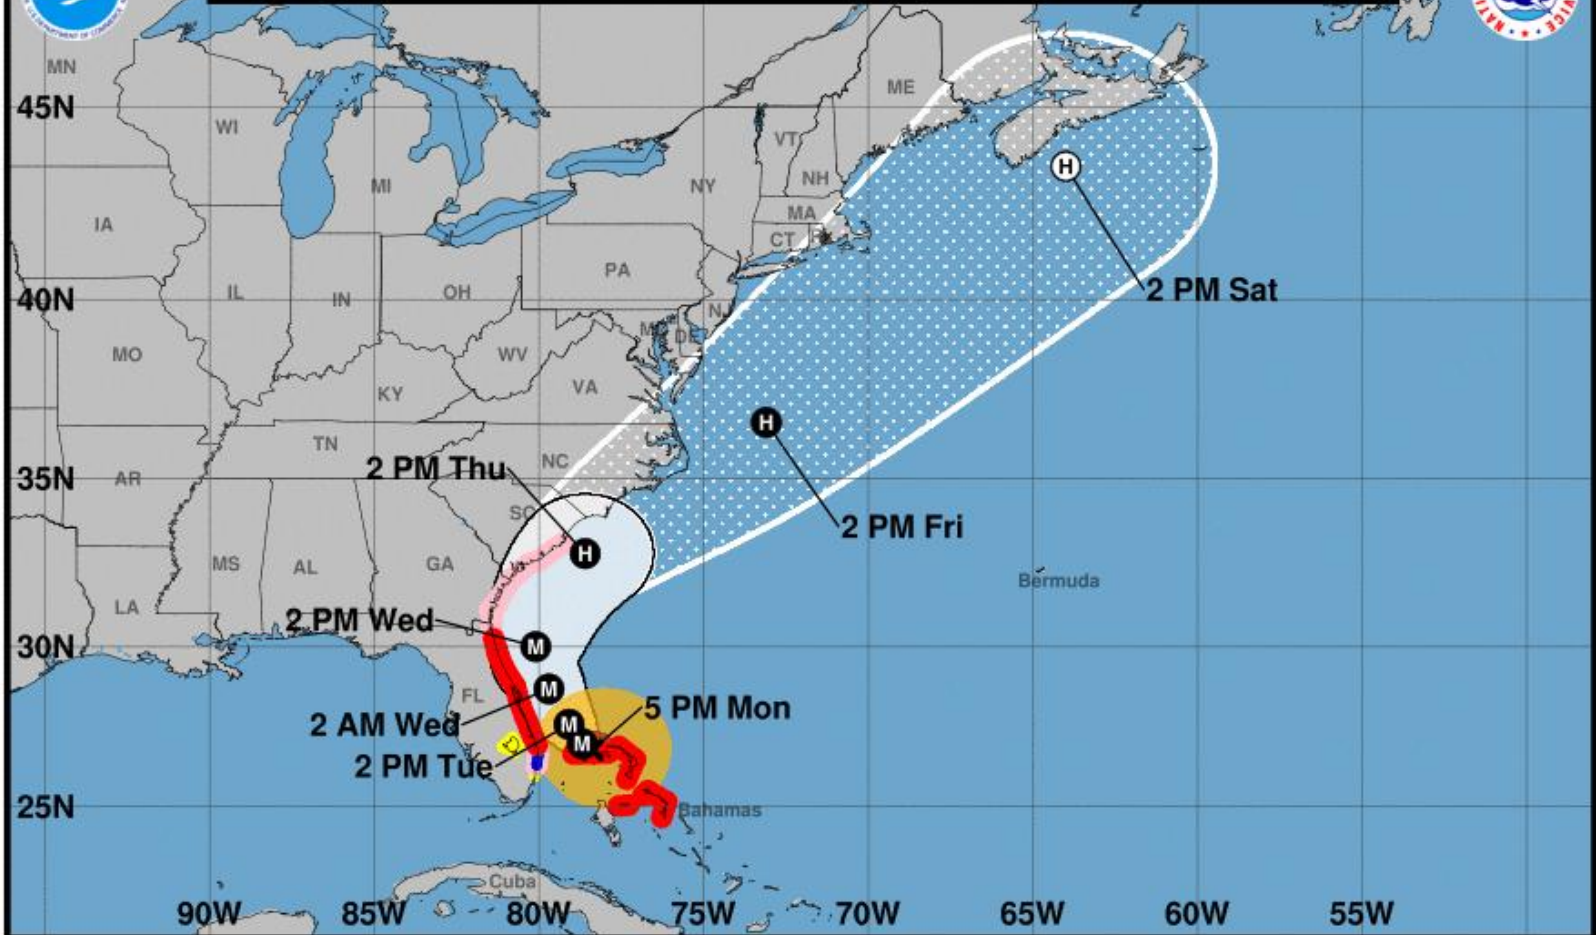 U.S. DEPARTMENT OF COMMERCE
MN
ME
45N
WI
VT
MI
NY
NH
H
IA
MA
CT
PA
2 PM Sat
40N
IL
IN
OH
NJ
MO
WV
DE
KY
VA
H
TN
NC
2 PM Thu
AR
35N
SC
2 PM Fri
MS
AL
GA
H
Bermuda
LA
2 PM Wed
30N
M
FL
M
5 PM Mon
2 AM Wed
M
M
2 PM Tue
25N
Bahamas
Cuba
90W
85W
80W
75W
70W
65W
60W
55W